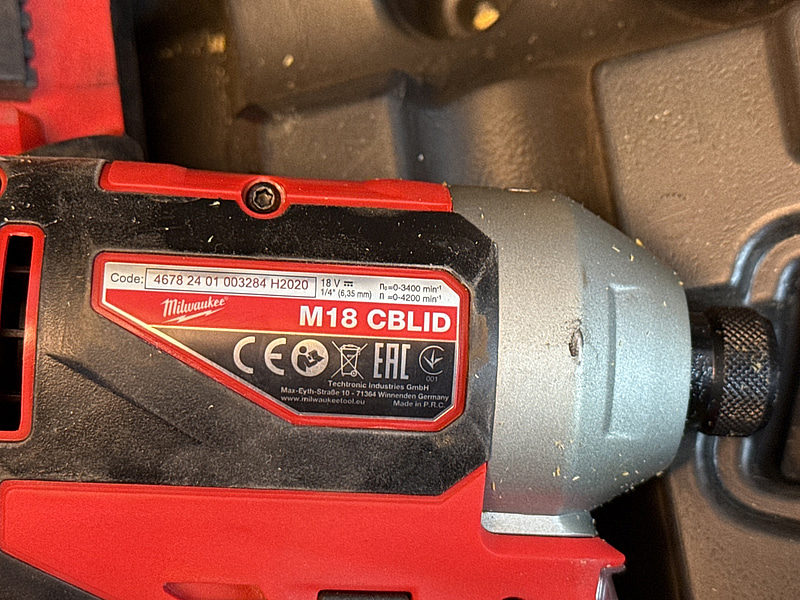 Code: 4678 24 01 003284 H2020
18 V
1/4" (6,35 mm)
n₀=0-3400 min⁻¹
n =0-4200 min⁻¹
Milwaukee
M18 CBLID
CE EAC
001
Techtronic Industries GmbH
Max-Eyth-Straße 10 - 71364 Winnenden Germany
www.milwaukeetool.eu Made in P.R.C.